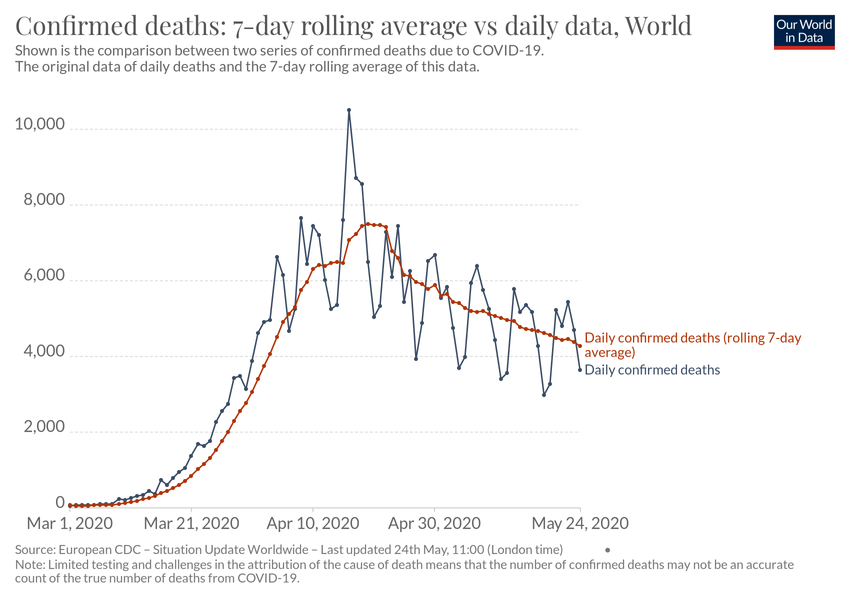 Confirmed deaths: 7-day rolling average vs daily data, World
Our World
in Data
Shown is the comparison between two series of confirmed deaths due to COVID-19.
The original data of daily deaths and the 7-day rolling average of this data.
10,000
8,000
6,000
4,000
2,000
0
Daily confirmed deaths (rolling 7-day
average)
Daily confirmed deaths
Mar 1, 2020 Mar 21, 2020 Apr 10, 2020 Apr 30, 2020 May 24, 2020
Source: European CDC – Situation Update Worldwide – Last updated 24th May, 11:00 (London time)
Note: Limited testing and challenges in the attribution of the cause of death means that the number of confirmed deaths may not be an accurate
count of the true number of deaths from COVID-19.